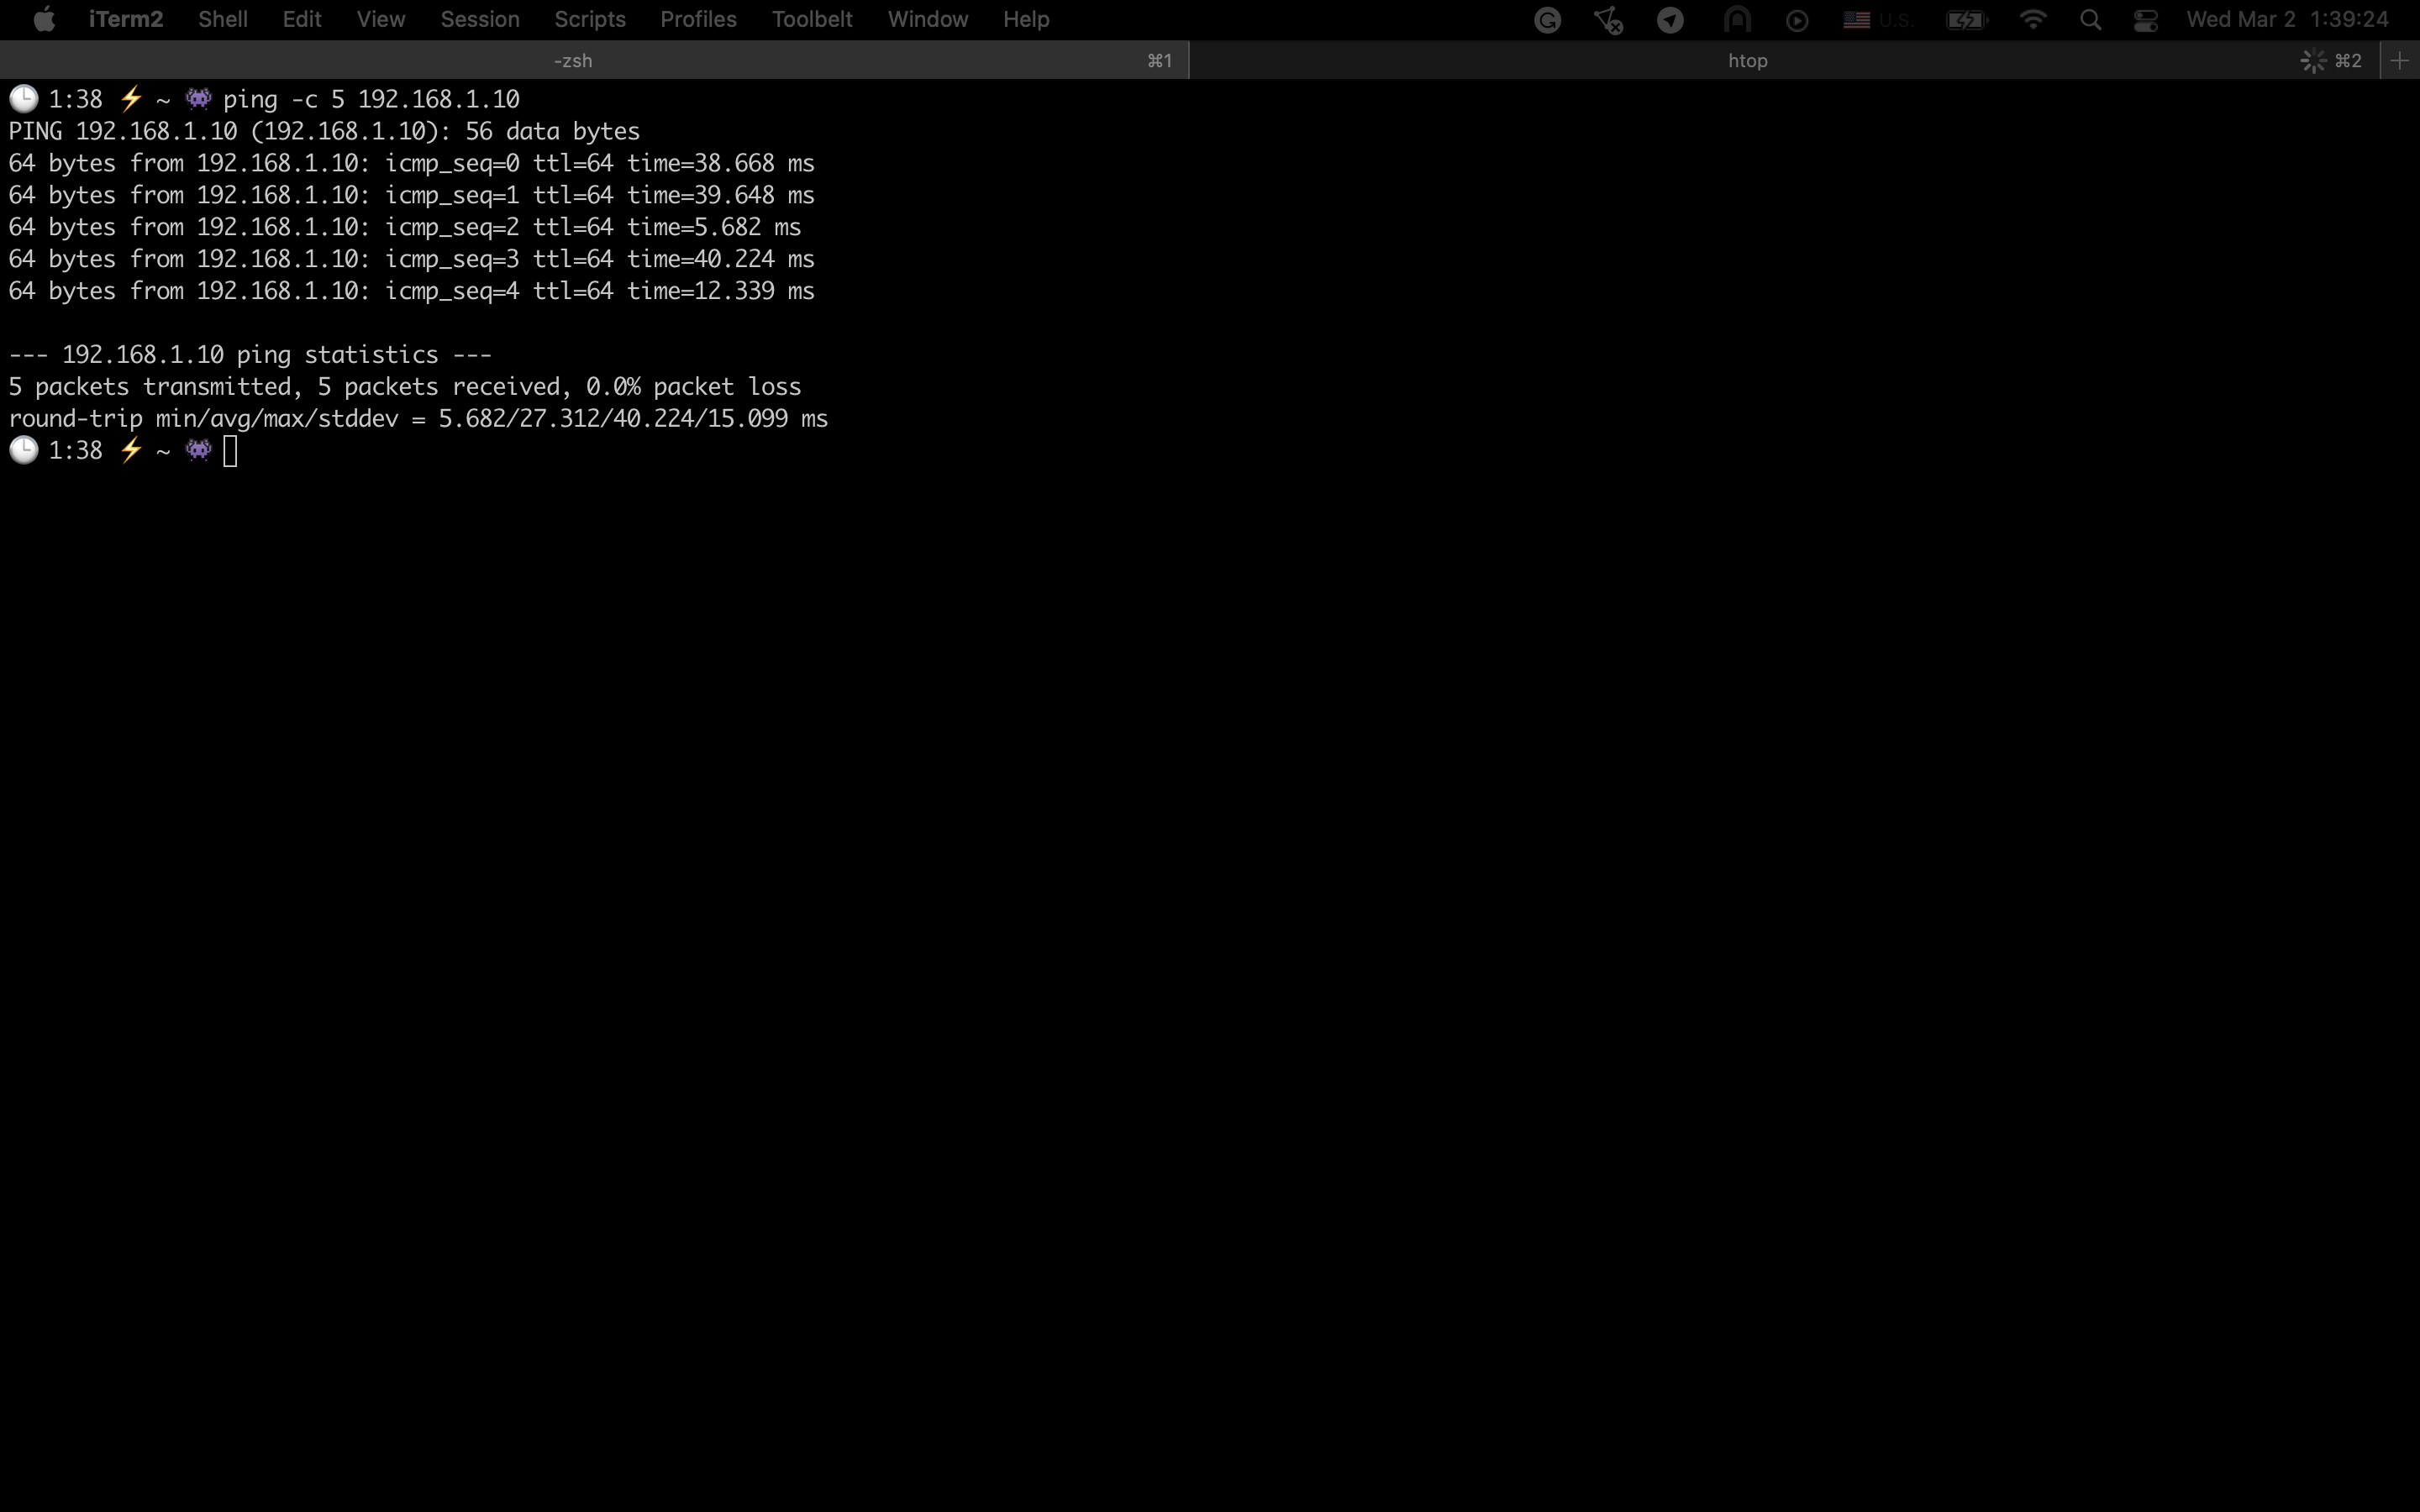 iTerm2 Shell Edit View Session Scripts Profiles Toolbelt Window Help U.S. Wed Mar 2 1:39:24
-zsh ⌘1 htop ⌘2 +
🕒 1:38 ⚡ ~ 👾 ping -c 5 192.168.1.10
PING 192.168.1.10 (192.168.1.10): 56 data bytes
64 bytes from 192.168.1.10: icmp_seq=0 ttl=64 time=38.668 ms
64 bytes from 192.168.1.10: icmp_seq=1 ttl=64 time=39.648 ms
64 bytes from 192.168.1.10: icmp_seq=2 ttl=64 time=5.682 ms
64 bytes from 192.168.1.10: icmp_seq=3 ttl=64 time=40.224 ms
64 bytes from 192.168.1.10: icmp_seq=4 ttl=64 time=12.339 ms
--- 192.168.1.10 ping statistics ---
5 packets transmitted, 5 packets received, 0.0% packet loss
round-trip min/avg/max/stddev = 5.682/27.312/40.224/15.099 ms
🕒 1:38 ⚡ ~ 👾